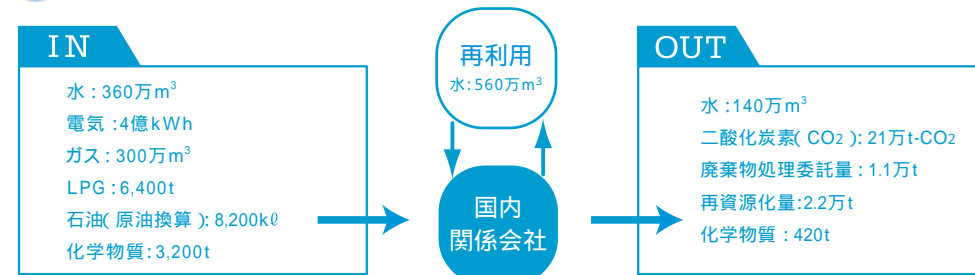 IN
水：360万m³
電気：4億kWh
ガス：300万m³
LPG：6,400t
石油（原油換算）：8,200kℓ
化学物質：3,200t
再利用
水：560万m³
国内
関係会社
OUT
水：140万m³
二酸化炭素（CO₂）：21万t-CO₂
廃棄物処理委託量：1.1万t
再資源化量：2.2万t
化学物質：420t